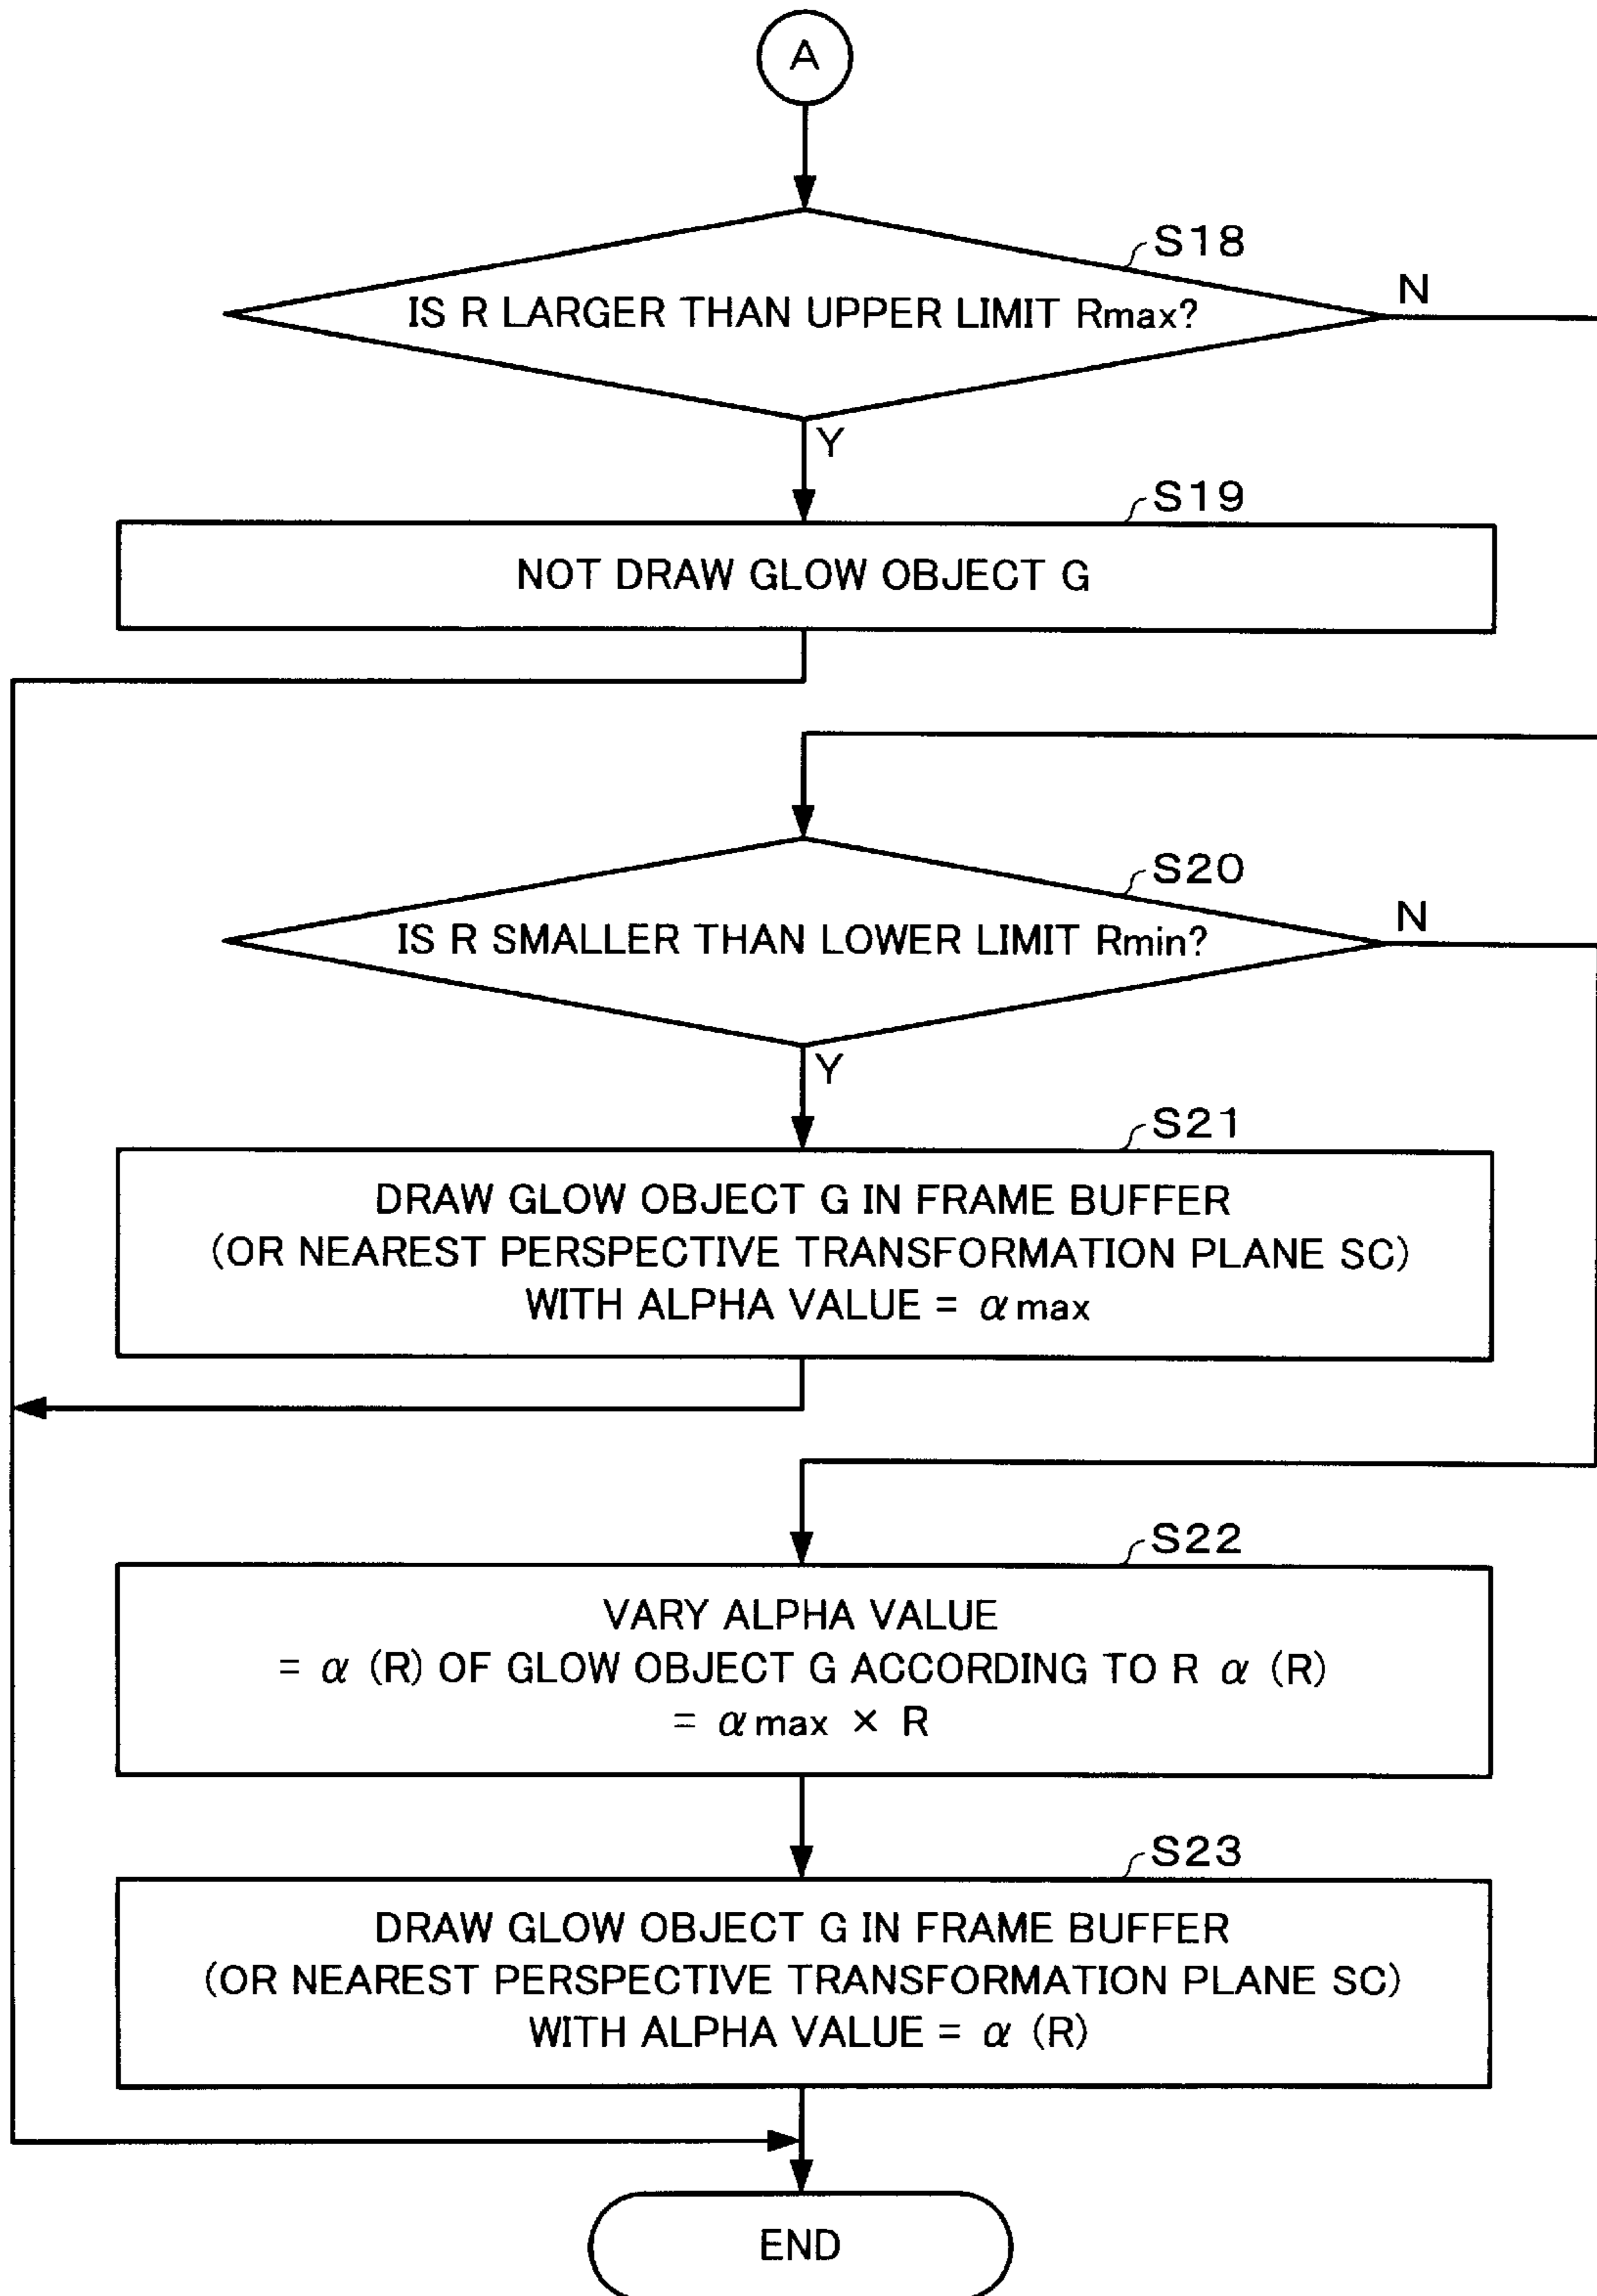 A
S18
IS R LARGER THAN UPPER LIMIT Rmax?
N
Y
S19
NOT DRAW GLOW OBJECT G
S20
IS R SMALLER THAN LOWER LIMIT Rmin?
N
Y
S21
DRAW GLOW OBJECT G IN FRAME BUFFER
(OR NEAREST PERSPECTIVE TRANSFORMATION PLANE SC)
WITH ALPHA VALUE = α max
S22
VARY ALPHA VALUE
= α (R) OF GLOW OBJECT G ACCORDING TO R α (R)
= α max × R
S23
DRAW GLOW OBJECT G IN FRAME BUFFER
(OR NEAREST PERSPECTIVE TRANSFORMATION PLANE SC)
WITH ALPHA VALUE = α (R)
END